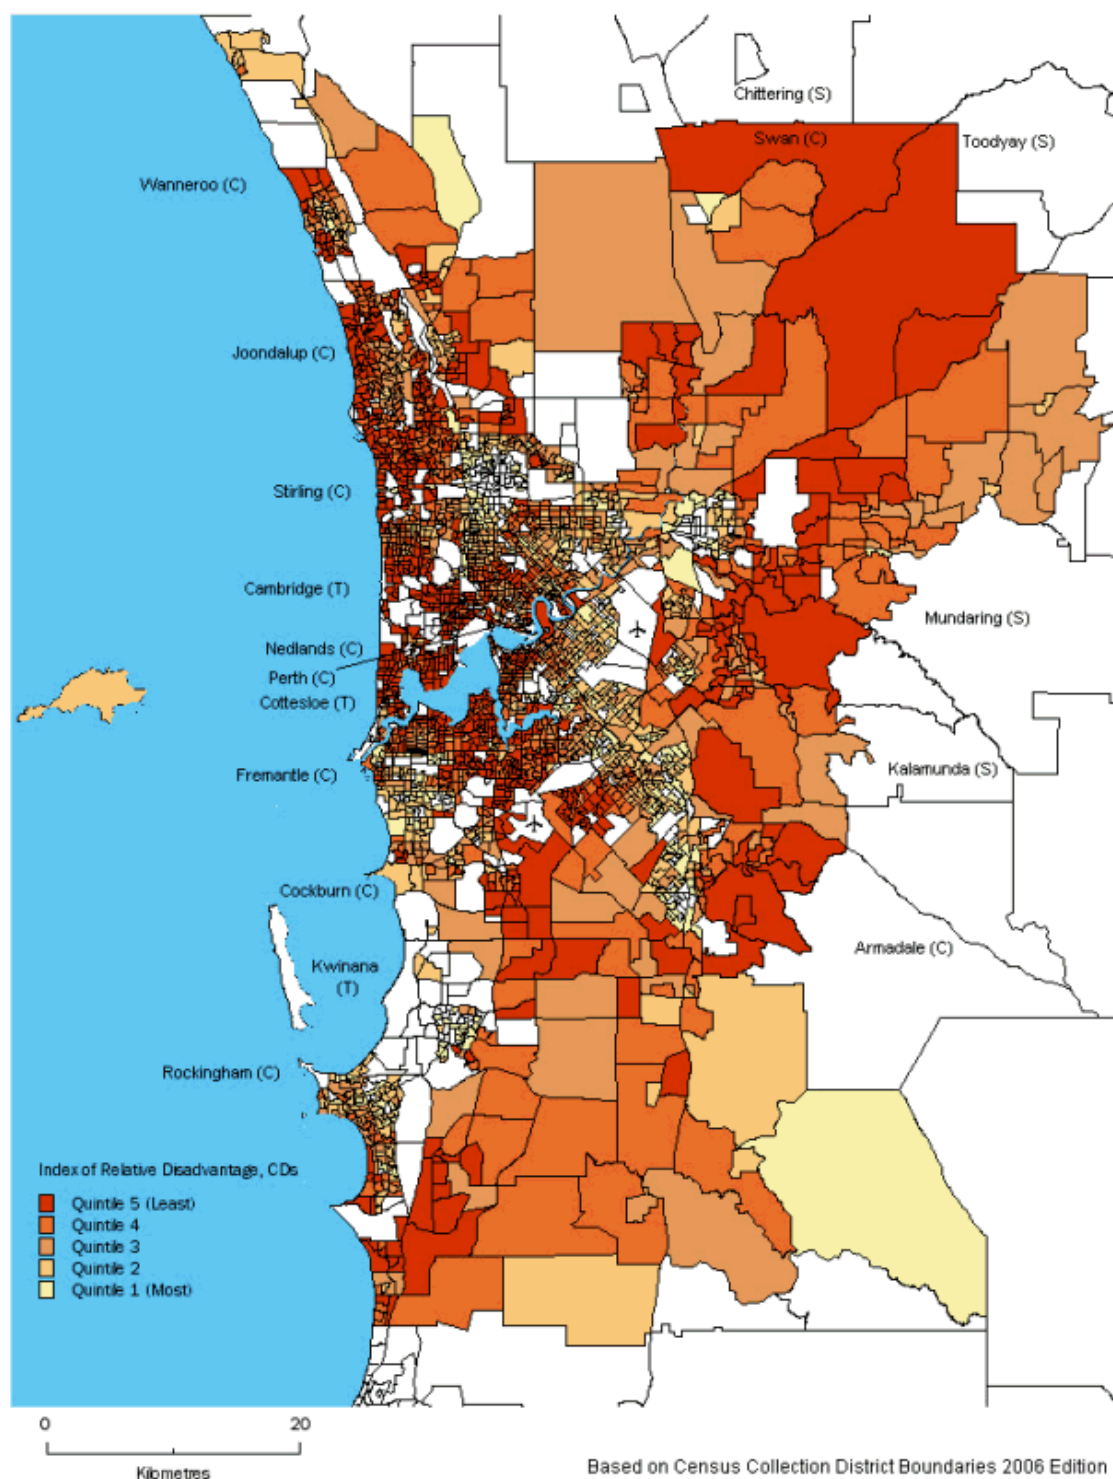 Chittering (S)
Swan (C)
Toodyay (S)
Wanneroo (C)
Joondalup (C)
Stirling (C)
Cambridge (T)
Mundaring (S)
Nedlands (C)
Perth (C)
Cottesloe (T)
Fremantle (C)
Kalamunda (S)
Cockburn (C)
Armadale (C)
Kwinana
(T)
Rockingham (C)
Index of Relative Disadvantage, CDs
Quintile 5 (Least)
Quintile 4
Quintile 3
Quintile 2
Quintile 1 (Most)
0 20
Kilometres
Based on Census Collection District Boundaries 2006 Edition